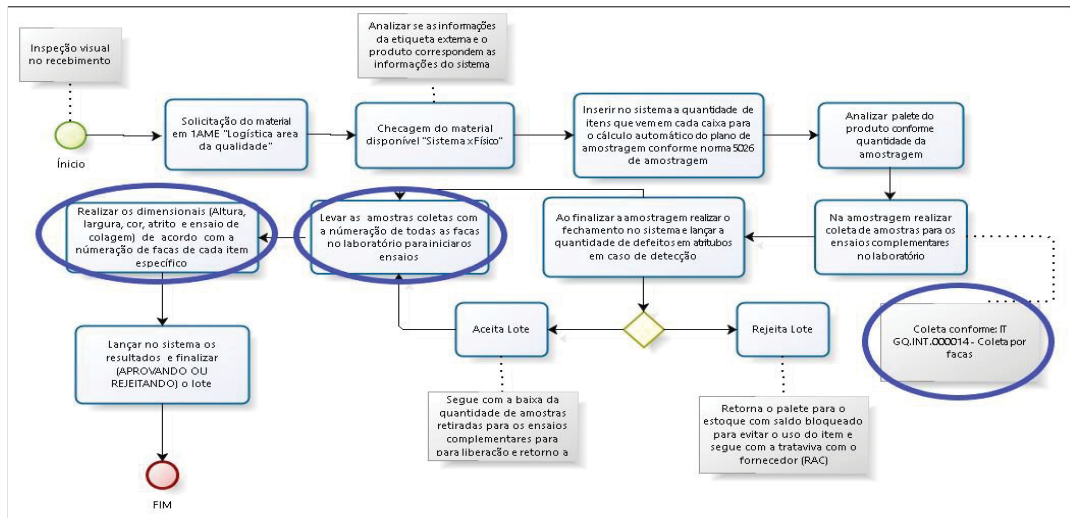 Inspeção visual
no recebimento
Analizar se as informações
da etiqueta externa e o
produto correspondem as
informações do sistema
Ínicio
Solicitação do material
em 1AME "Logística area
da qualidade"
Checagem do material
disponível "Sistema x Físico"
Inserir no sistema a quantidade de
itens que vem em cada caixa para
o cálculo automático do plano de
amostragem conforme norma 5026
de amostragem
Analizar palete do
produto conforme
quantidade da
amostragem
Realizar os dimensionais (Altura,
largura, cor, atrito e ensaio de
colagem) de acordo com a
númeração de facas de cada item
específico
Levar as amostras coletas com
a númeração de todas as facas
no laboratório para iniciar os
ensaios
Ao finalizar a amostragem realizar o
fechamento no sistema e lançar a
quantidade de defeitos em atritubos
em caso de detecção
Na amostragem realizar
coleta de amostras para os
ensaios complementares
no laboratório
Lançar no sistema os
resultados e finalizar
(APROVANDO OU
REJEITANDO) o lote
Aceita Lote
Rejeita Lote
Coleta conforme: IT
GQ.INT.000014 - Coleta por
facas
Segue com a baixa da
quantidade de amostras
retiradas para os ensaios
complementares para
para liberação e retorno a
Retorna o palete para o
estoque com saldo bloqueado
para evitar o uso do item e
segue com a trataviva com o
fornecedor (RAC)
FIM